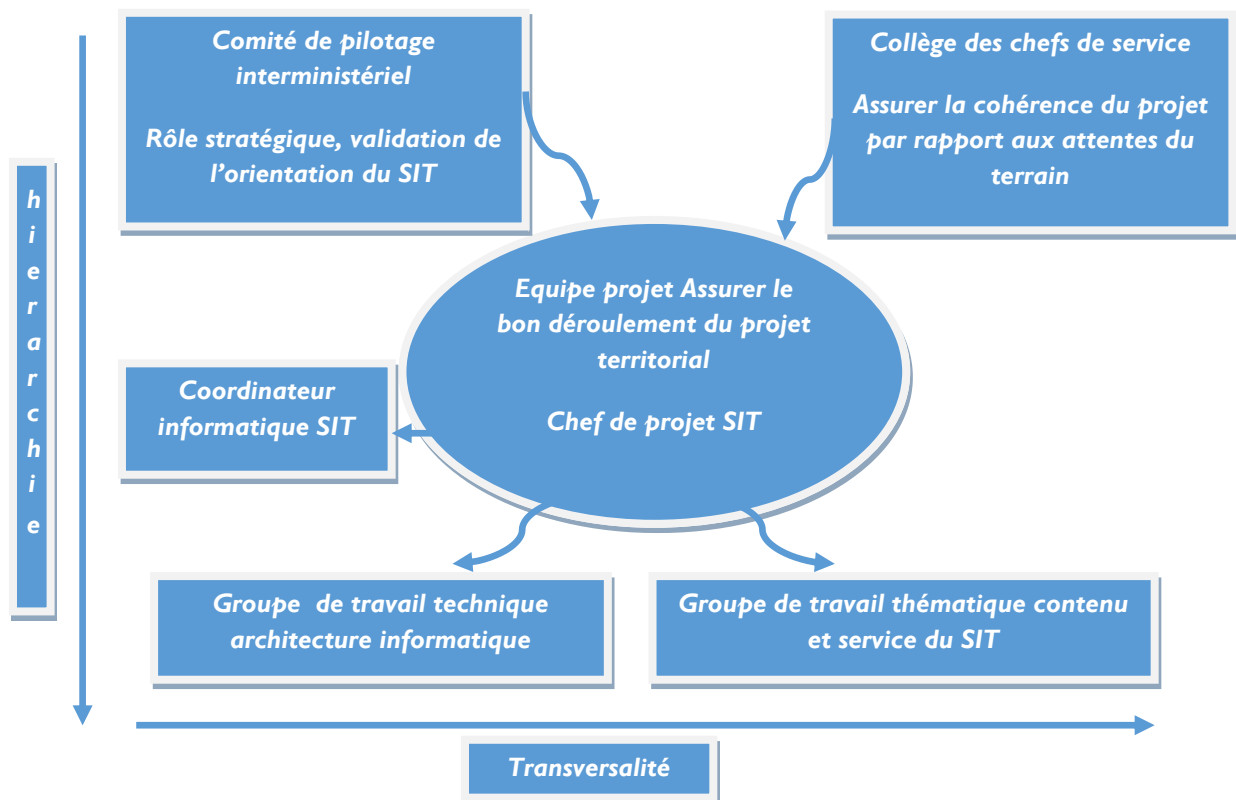 Comité de pilotage
interministériel
Rôle stratégique, validation de
l'orientation du SIT
Collège des chefs de service
Assurer la cohérence du projet
par rapport aux attentes du
terrain
h
i
e
r
a
r
c
h
i
e
Equipe projet Assurer le
bon déroulement du projet
territorial
Chef de projet SIT
Coordinateur
informatique SIT
Groupe de travail technique
architecture informatique
Groupe de travail thématique contenu
et service du SIT
Transversalité